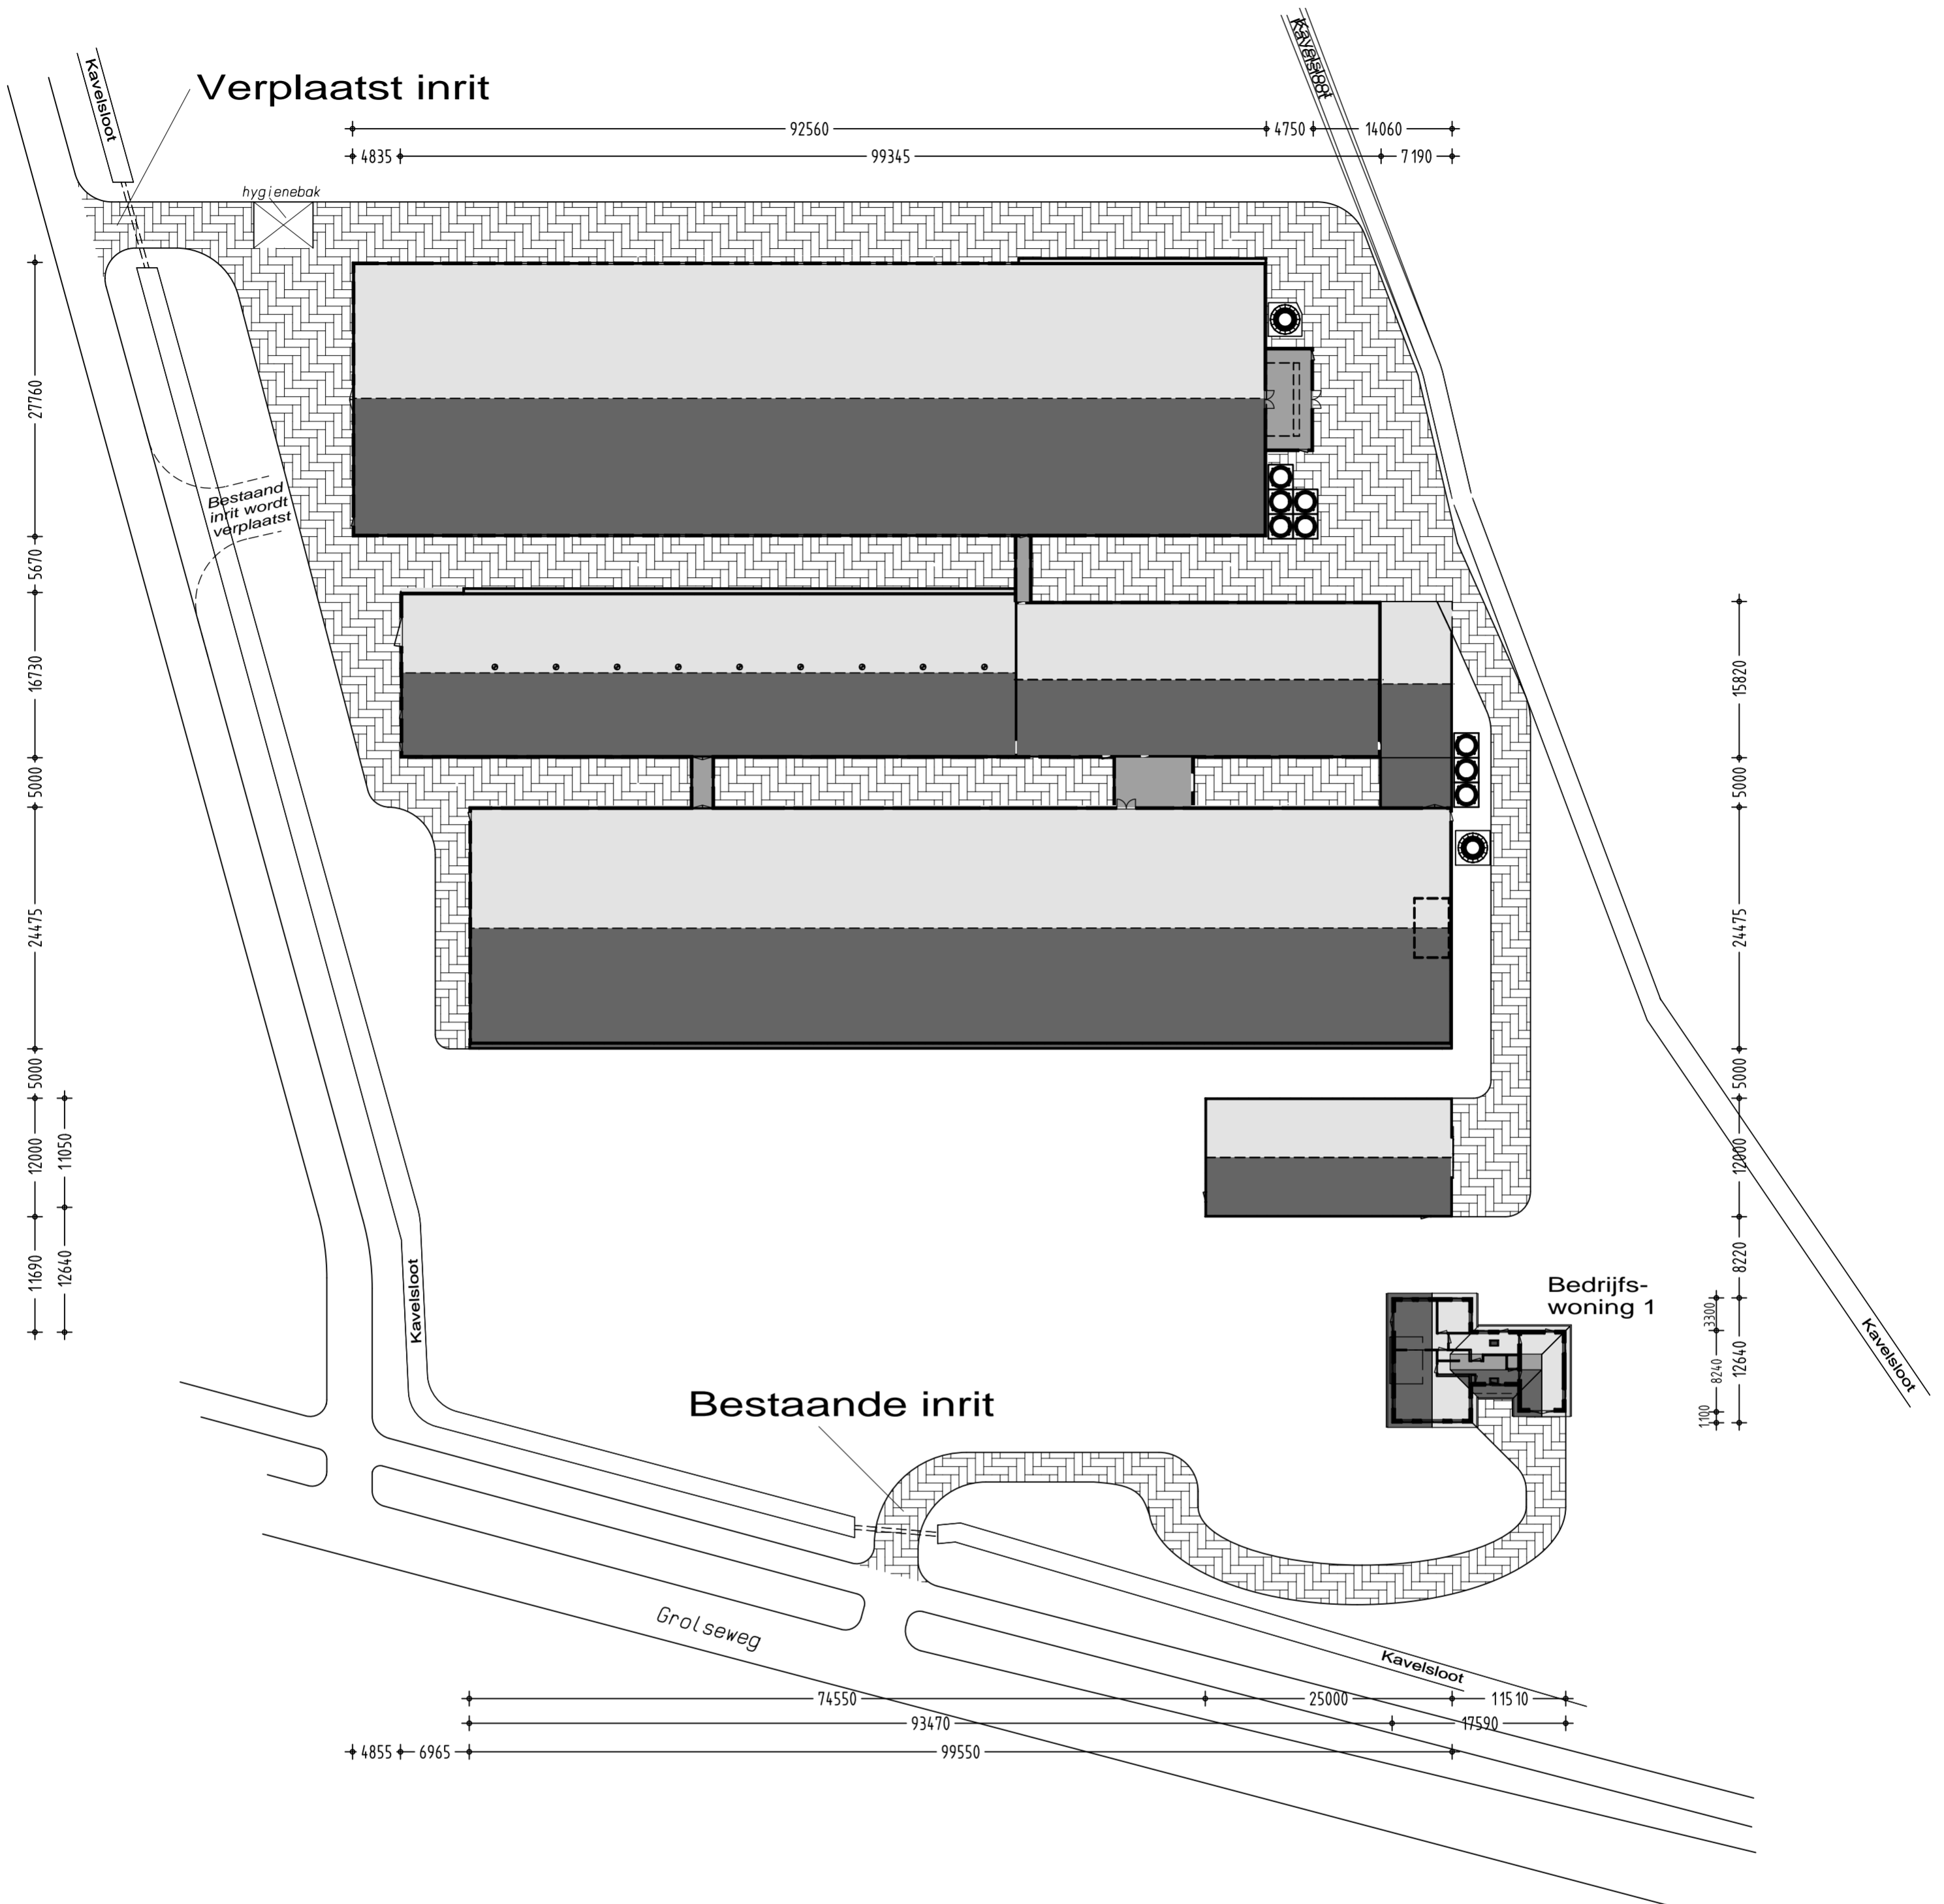 Kavelsloot
Kavelsloot
Kavelsloot
Verplaatst inrit
92560
4750
14060
4835
99345
7190
hygienebak
27760
5670
16730
5000
24475
5000
12000
11690
11050
12640
Bestaand
inrit wordt
verplaatst
15820
5000
24475
5000
12000
8220
12640
3300
8240
1100
Bedrijfs-
woning 1
Kavelsloot
Kavelsloot
Bestaande inrit
Grolseweg
Kavelsloot
74550
25000
11510
93470
17590
4855
6965
99550